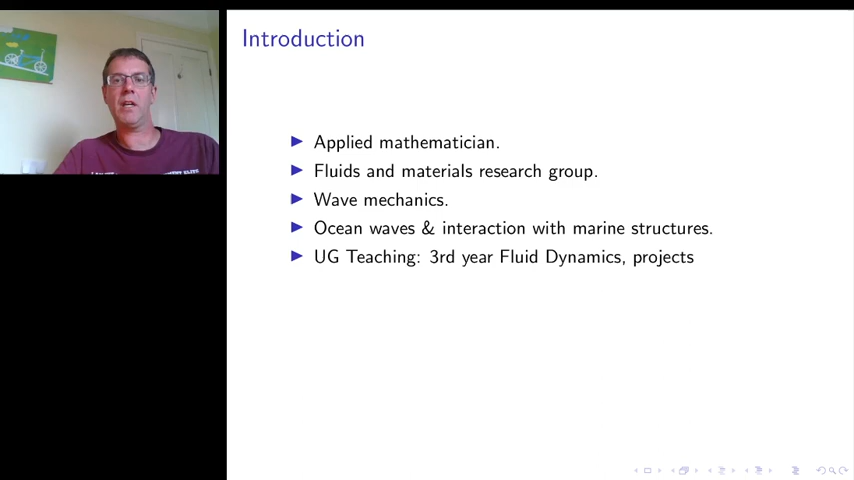 Introduction
Applied mathematician.
Fluids and materials research group.
Wave mechanics.
Ocean waves & interaction with marine structures.
UG Teaching: 3rd year Fluid Dynamics, projects